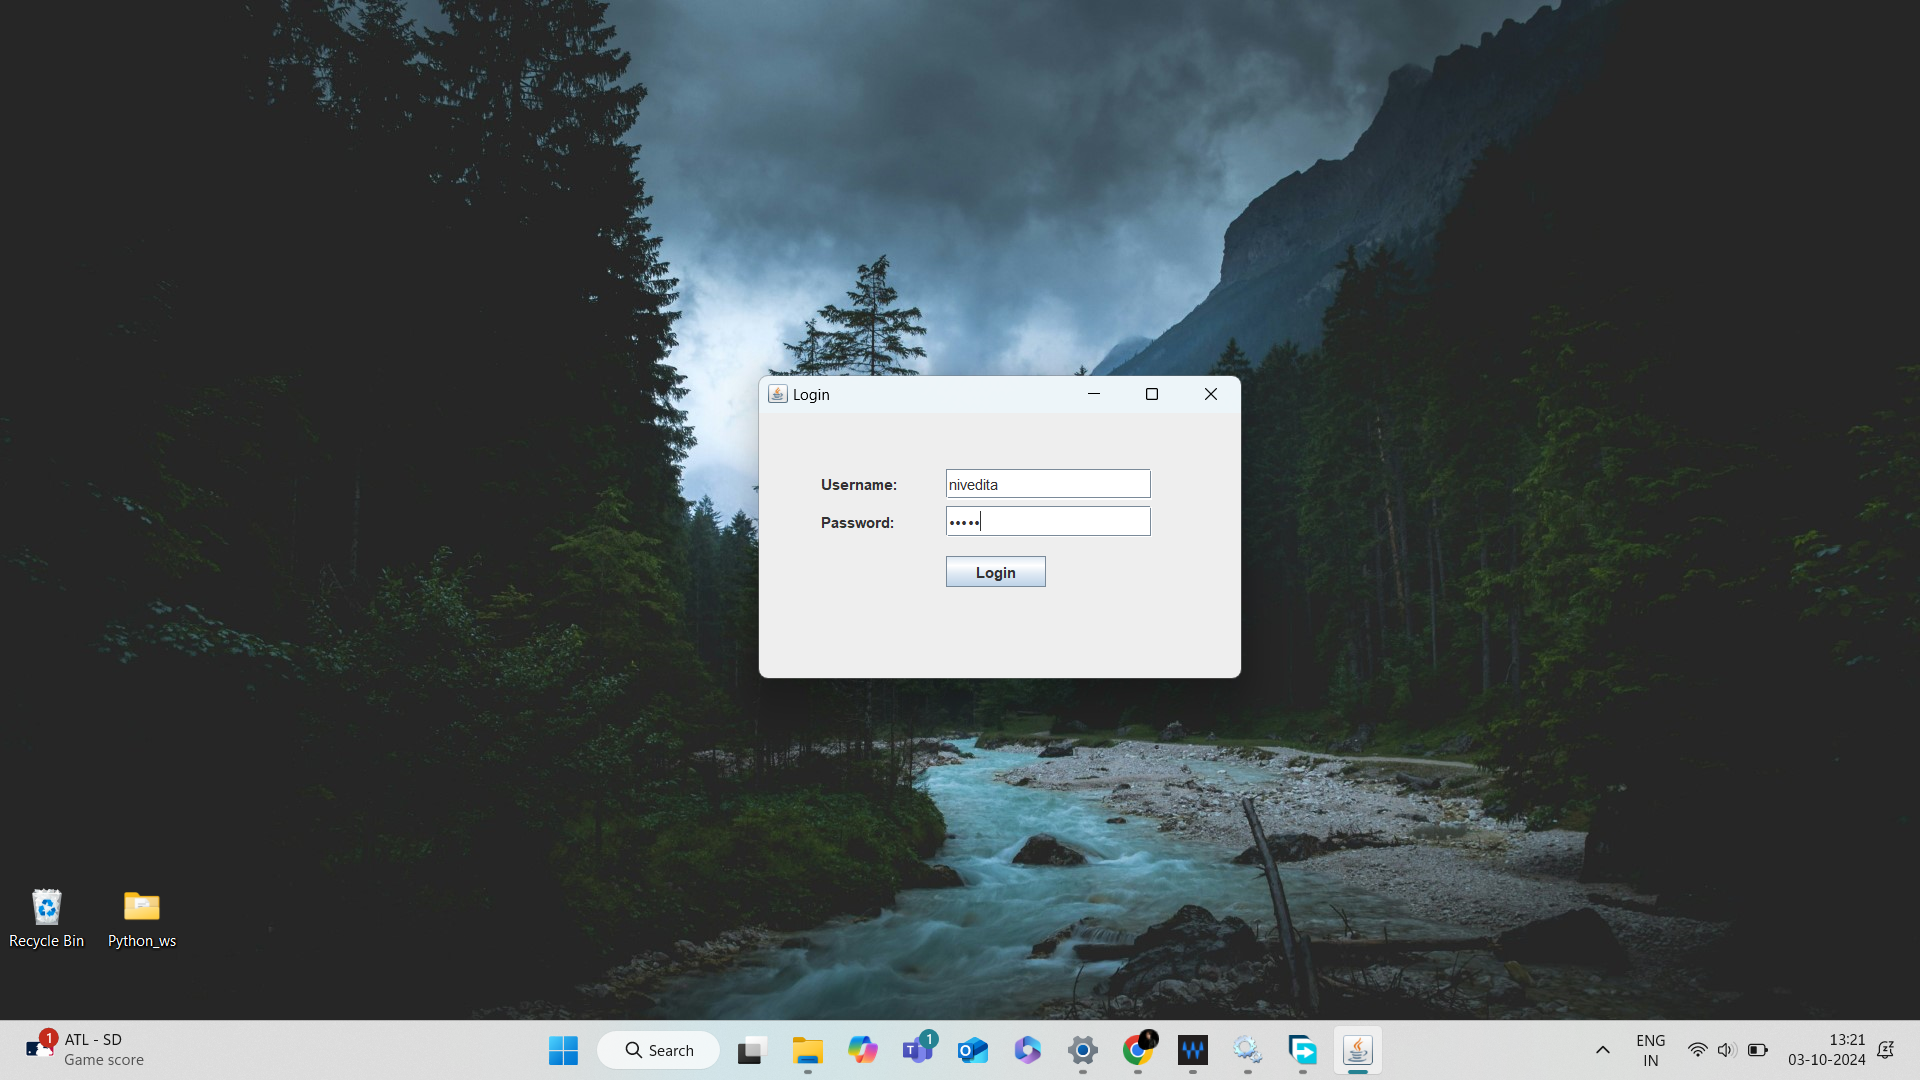 Login
Username:
nivedita
Password:
•••••
Login
Recycle Bin
Python_ws
1
ATL - SD
Game score
Search
1
ENG
IN
13:21
03-10-2024